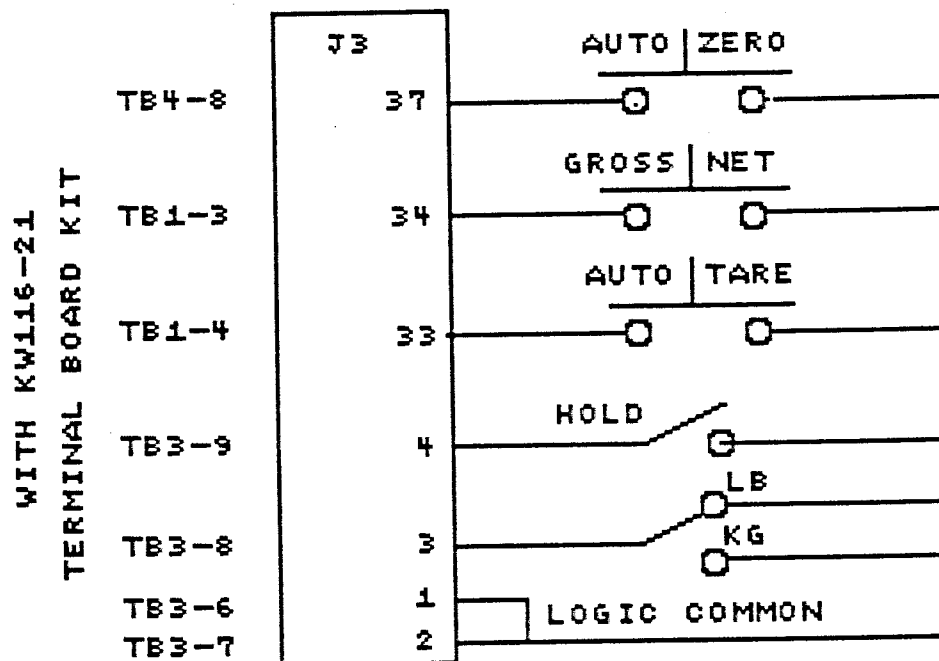 J3
AUTO ZERO
TB4-8 37
GROSS NET
TB1-3 34
AUTO TARE
TB1-4 33
HOLD
TB3-9 4
LB
TB3-8 3
KG
TB3-6 1
LOGIC COMMON
TB3-7 2
WITH KW116-21
TERMINAL BOARD KIT